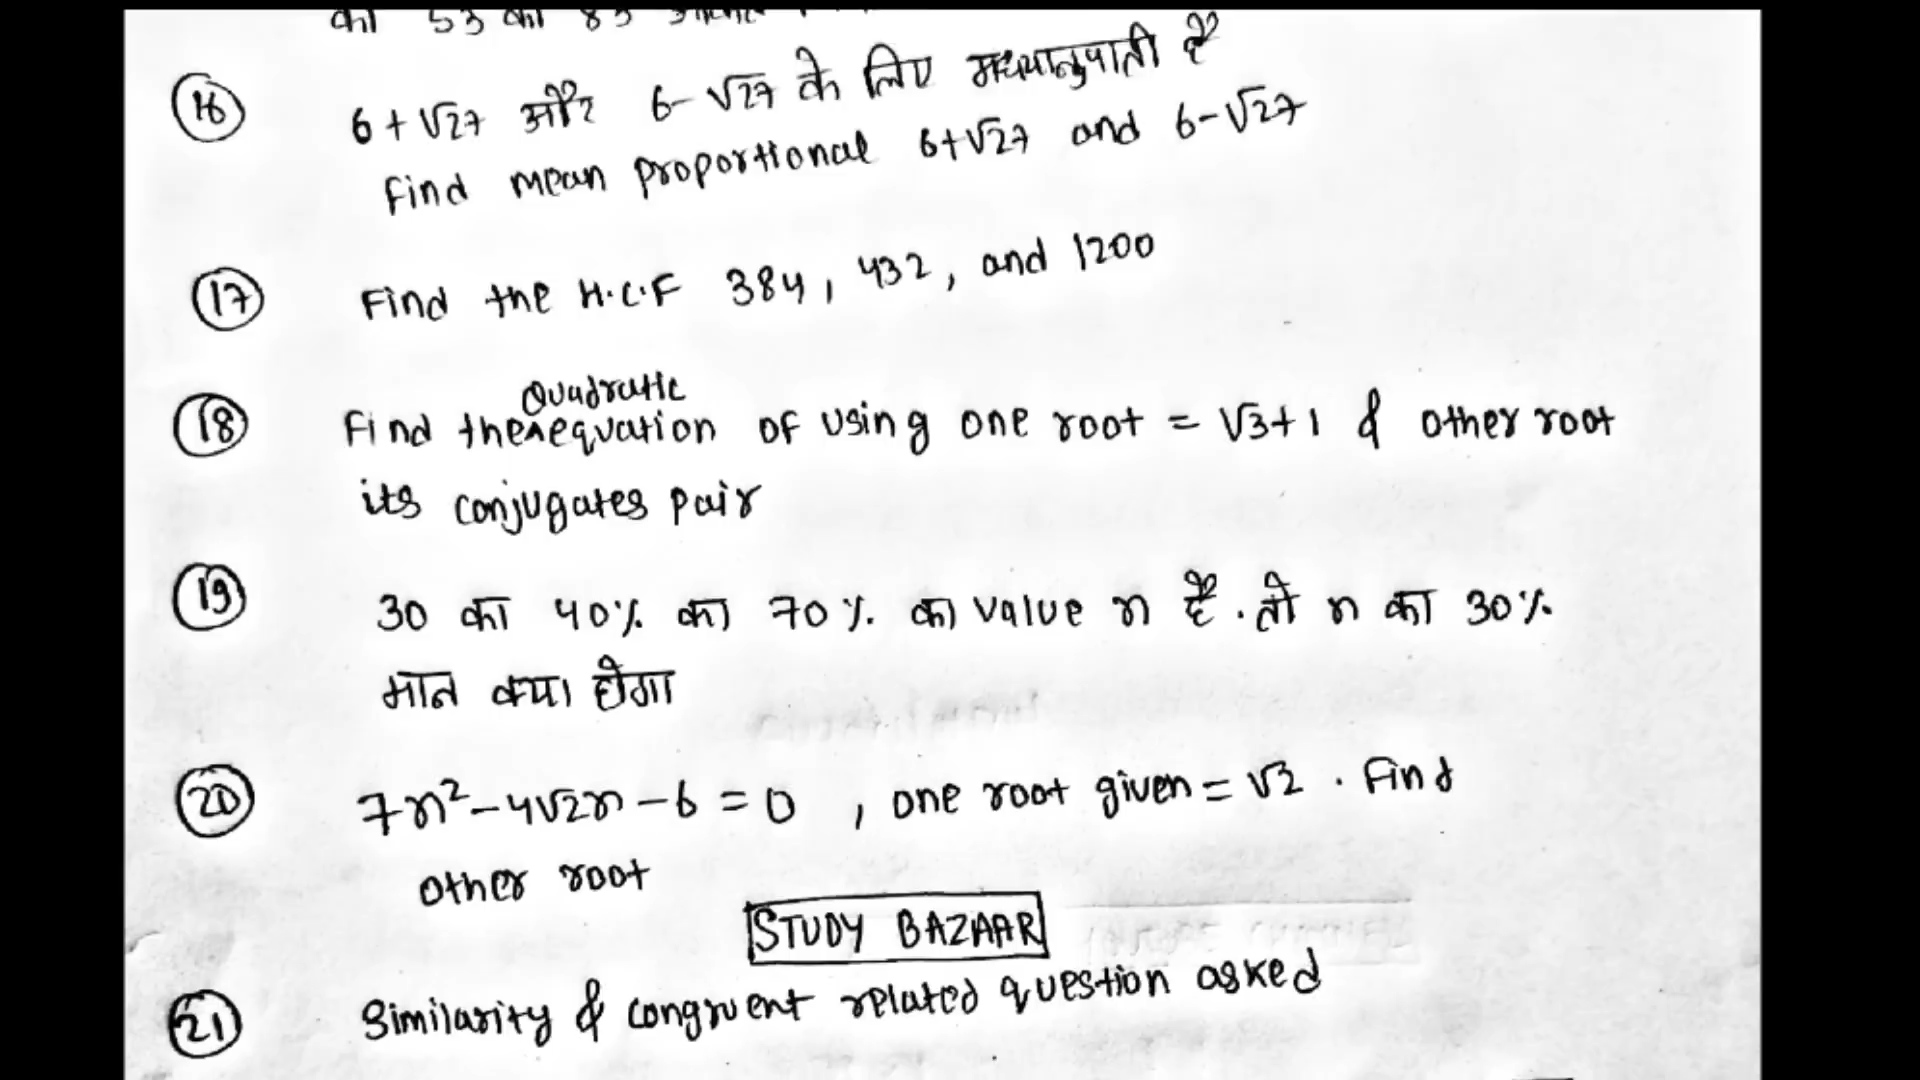 का 53 का 83
(16) 6+√27 और 6-√27 के लिए मध्यानुपाती है
Find mean proportional 6+√27 and 6-√27
(17) Find the H.C.F 384, 432, and 1200
Quadratic
(18) Find the ^ equation of using one root = √3+1 & other root
its conjugates pair
(19) 30 का 40% का 70% का value x है. तो x का 30%
मान क्या होगा
(20) 7x²-4√2x-6=0, one root given=√2. Find
other root
STUDY BAZAAR
(21) Similarity & congruent related question asked